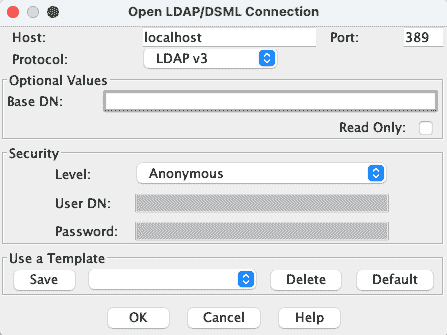 Open LDAP/DSML Connection
Host: localhost Port: 389
Protocol: LDAP v3
Optional Values
Base DN:
Read Only:
Security
Level: Anonymous
User DN:
Password:
Use a Template
Save Delete Default
OK Cancel Help